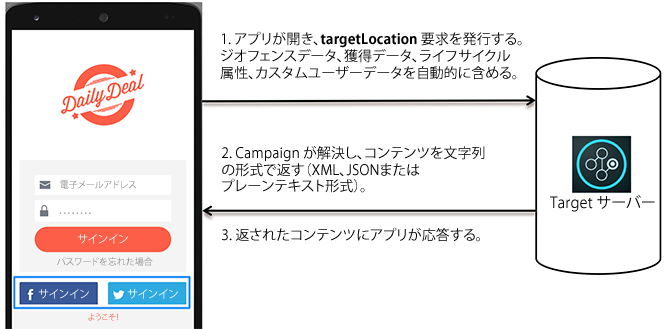 Daily Deal
電子メールアドレス
........
サインイン
パスワードを忘れた場合
f サインイン
サインイン
ようこそ!
1. アプリが開き、targetLocation 要求を発行する。
ジオフェンスデータ、獲得データ、ライフサイクル
属性、カスタムユーザーデータを自動的に含める。
2. Campaign が解決し、コンテンツを文字列
の形式で返す（XML、JSONまたは
プレーンテキスト形式）。
3. 返されたコンテンツにアプリが応答する。
Target サーバー